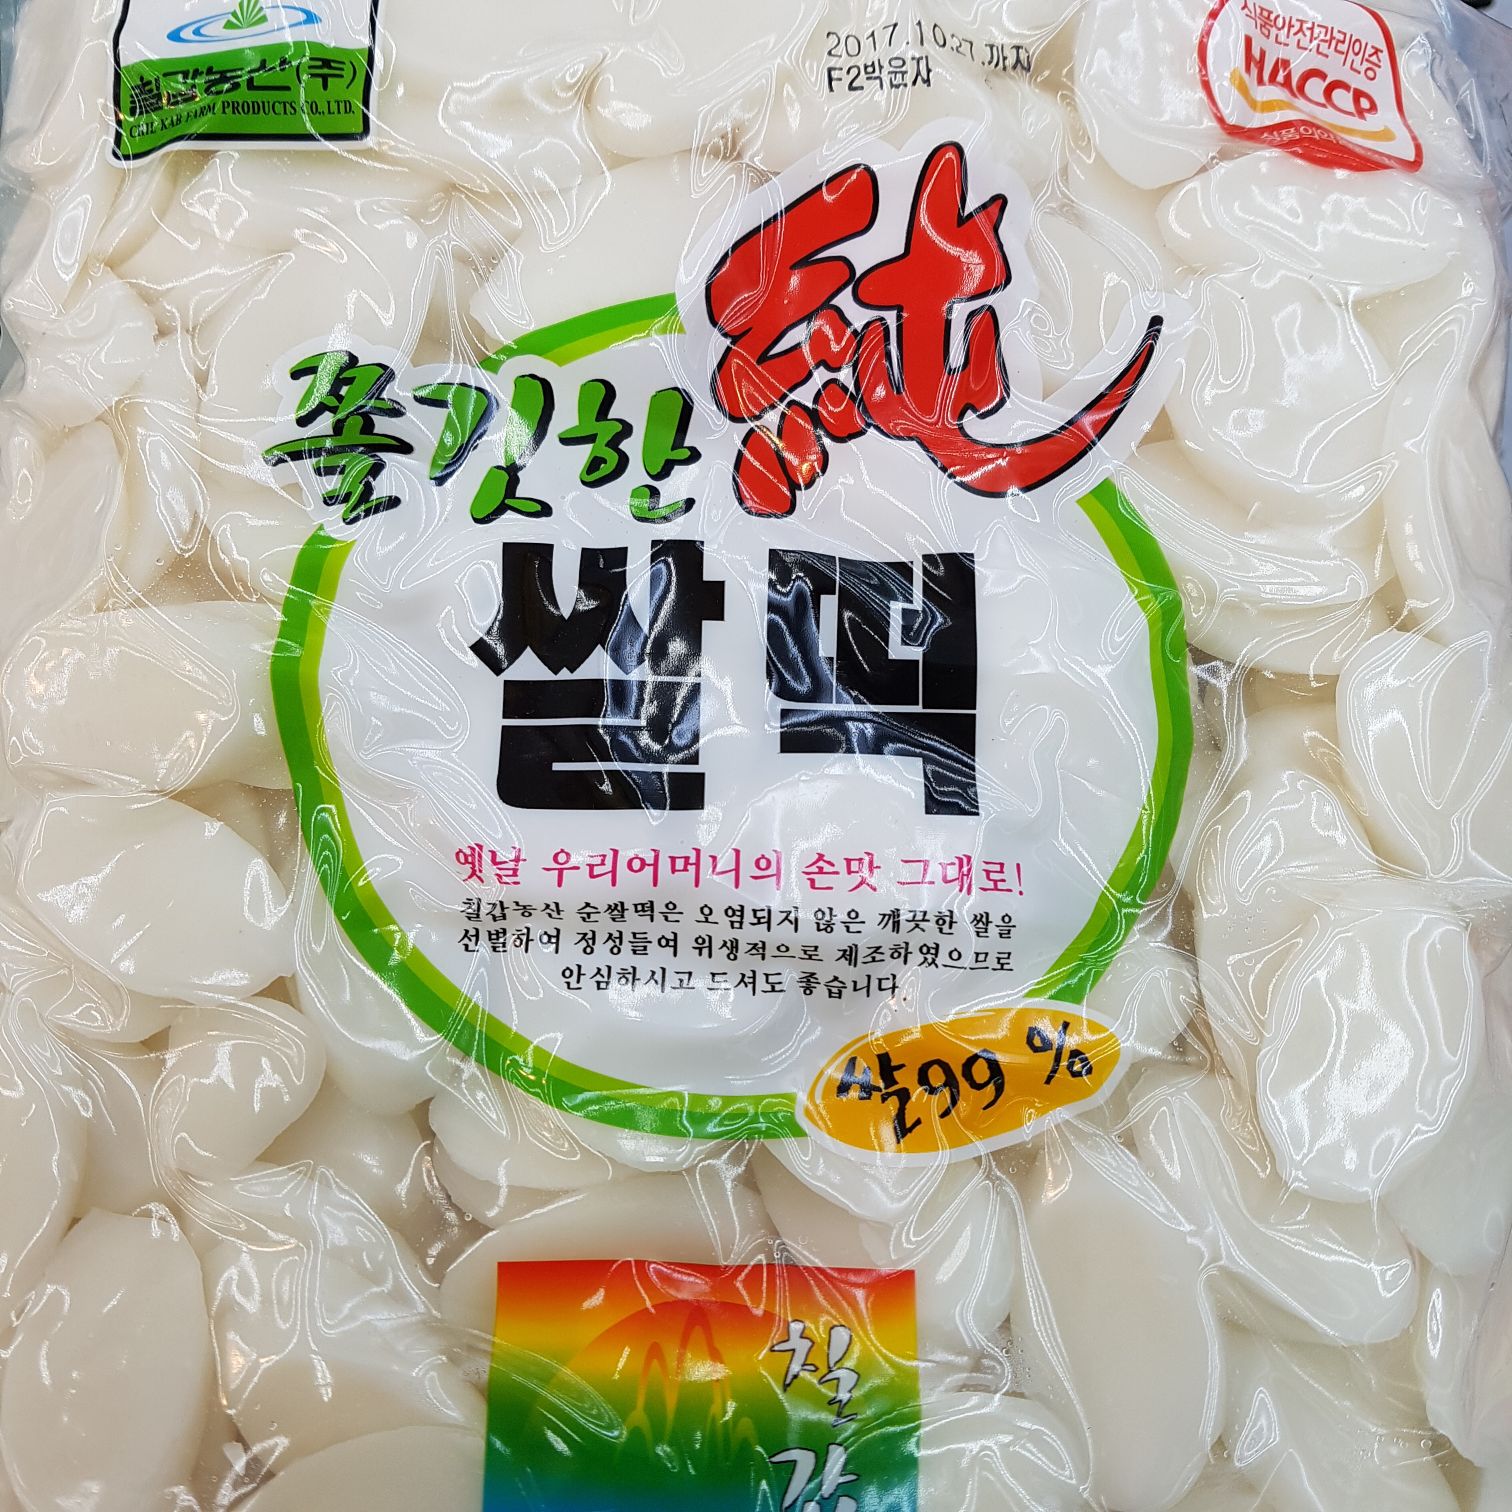 칠갑농산(주)
CHIL KAB FARM PRODUCTS CO., LTD.
2017.10.27.까지
F2박윤자
식품안전관리인증
HACCP
쫄깃한 純
쌀떡
옛날 우리어머니의 손맛 그대로!
칠갑농산 순쌀떡은 오염되지 않은 깨끗한 쌀을
선별하여 정성들여 위생적으로 제조하였으므로
안심하시고 드셔도 좋습니다.
쌀99%
칠갑